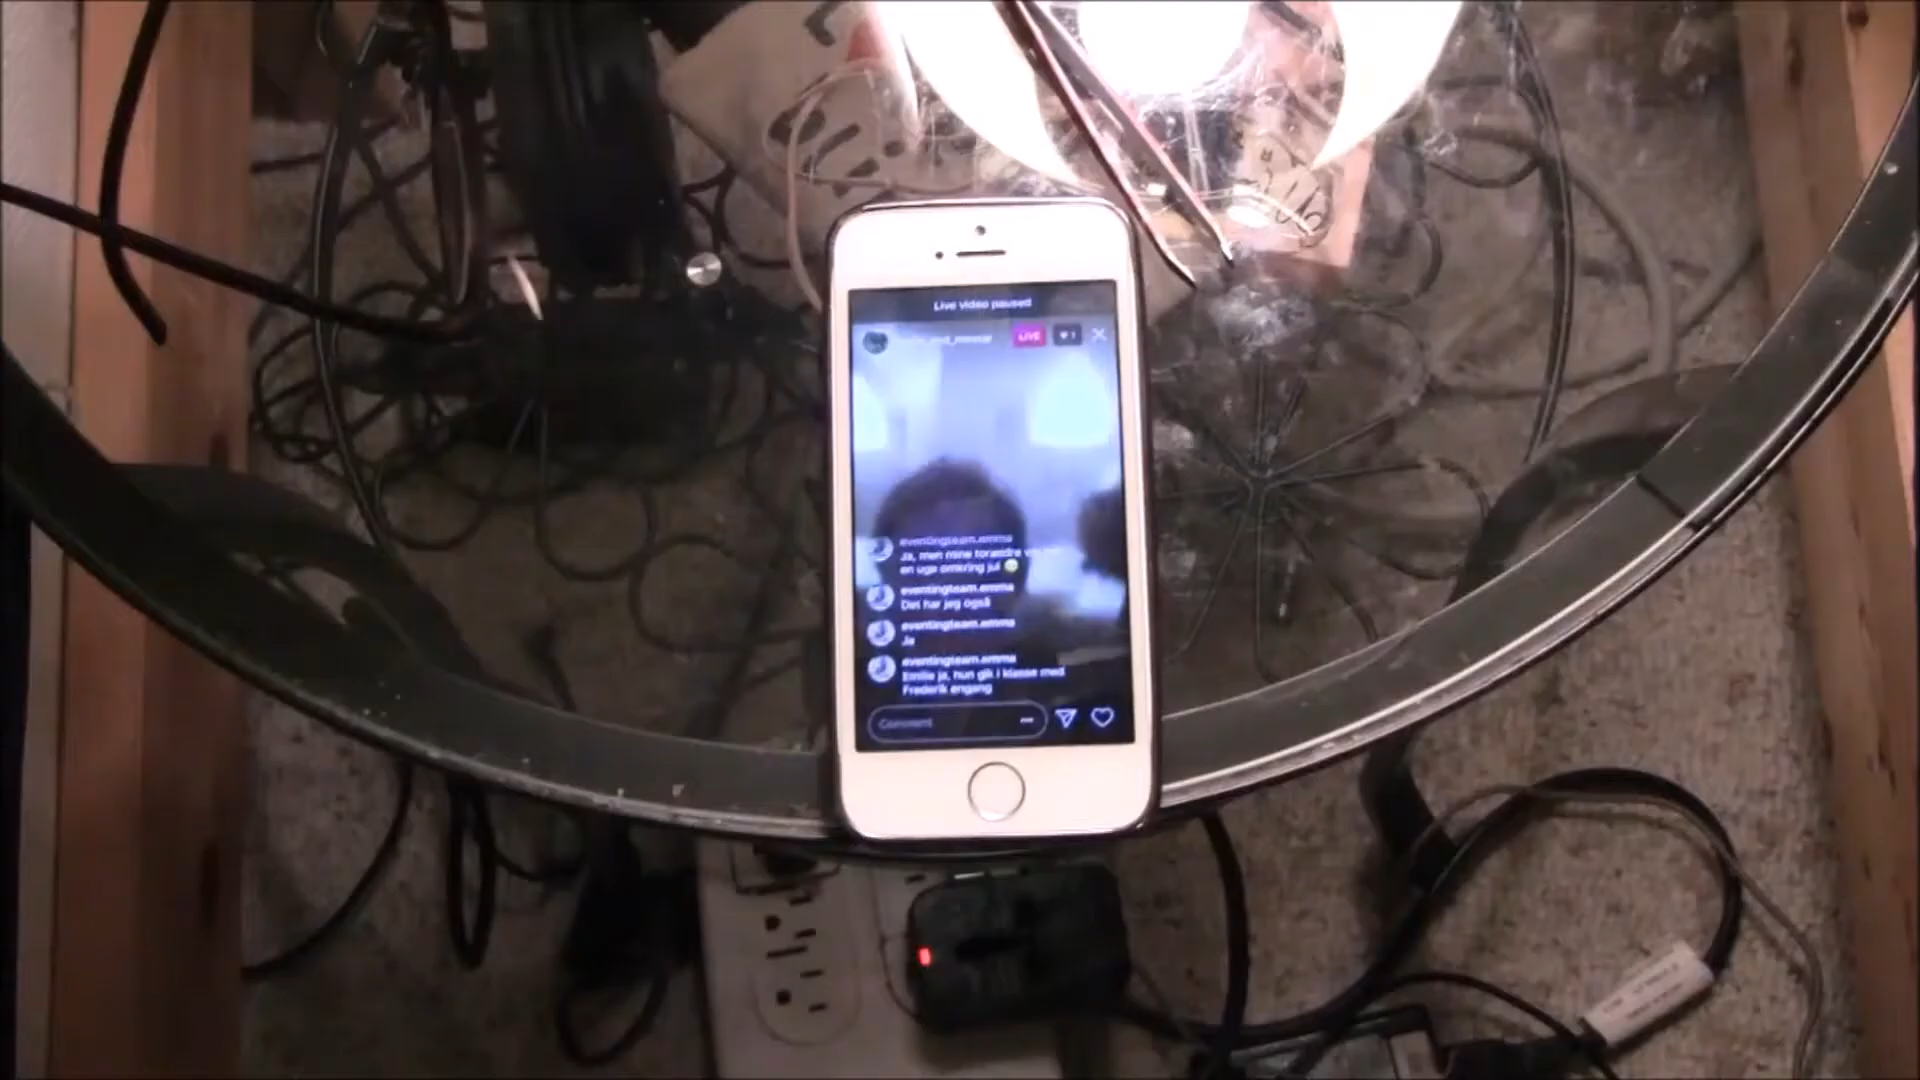 Live video paused
LIVE
1
eventingteam.emma
Ja, men mine forældre
en uge omkring jul
eventingteam.emma
Det har jeg også
eventingteam.emma
Ja
eventingteam.emma
Emilie ja, hun gik i klasse med
Frederik engang
Comment